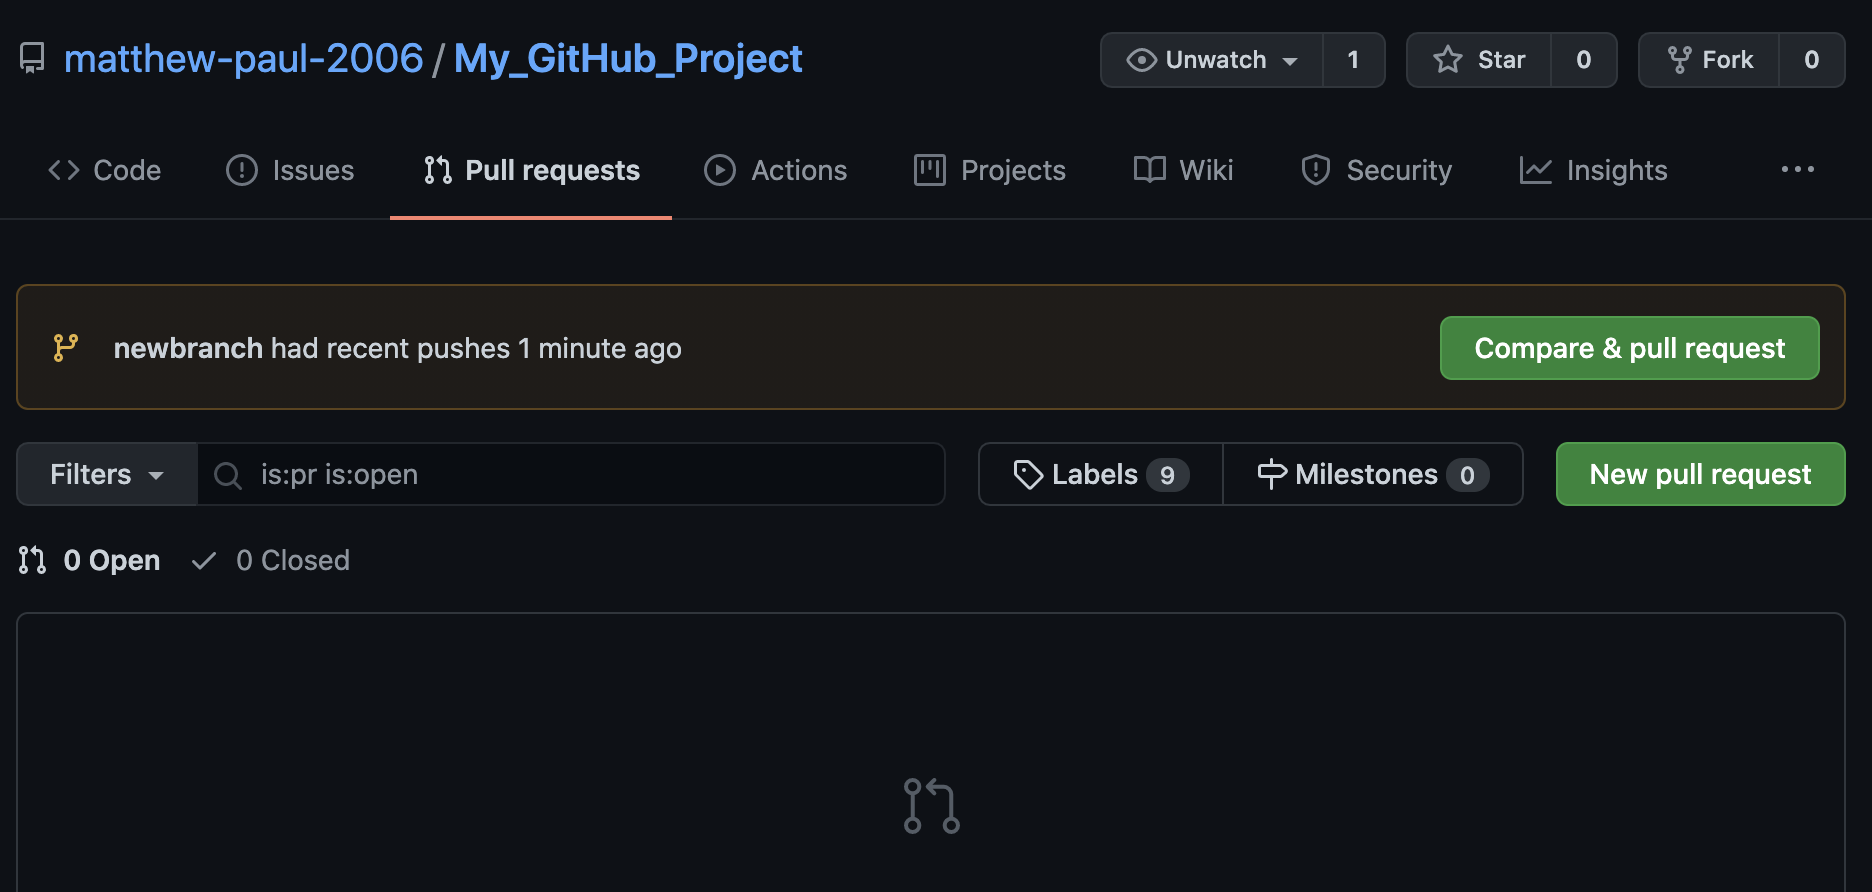 matthew-paul-2006 / My_GitHub_Project
Unwatch 1 Star 0 Fork 0
Code Issues Pull requests Actions Projects Wiki Security Insights ...
newbranch had recent pushes 1 minute ago Compare & pull request
Filters is:pr is:open Labels 9 Milestones 0 New pull request
0 Open 0 Closed